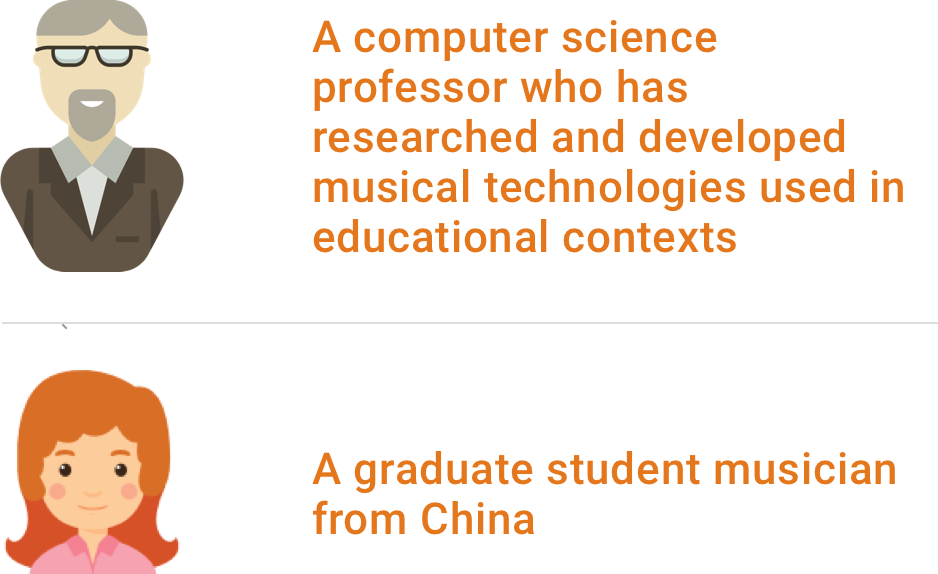 A computer science
professor who has
researched and developed
musical technologies used in
educational contexts
A graduate student musician
from China